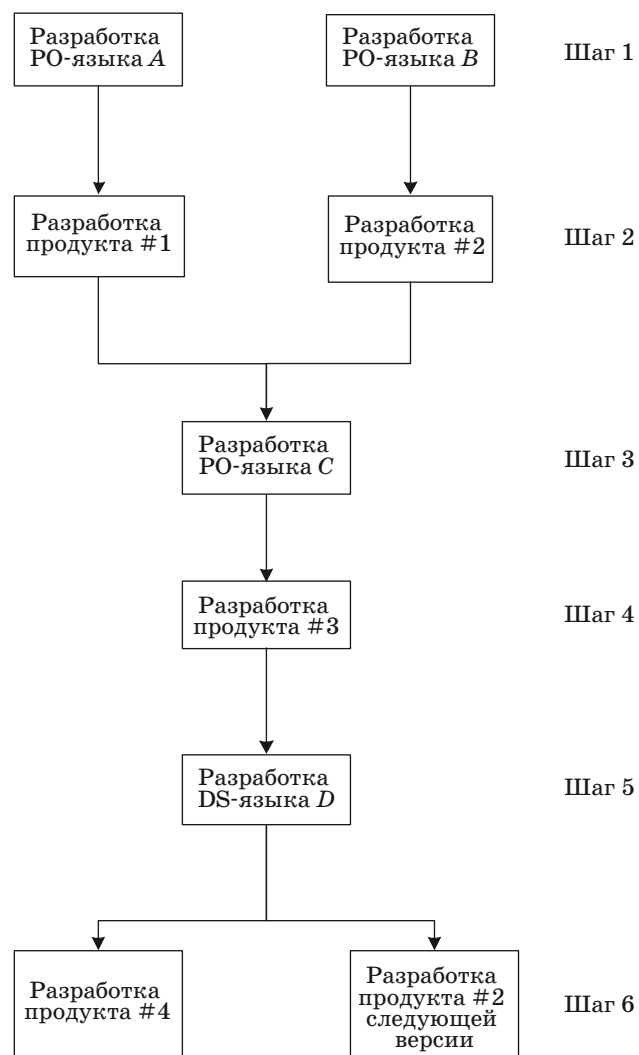 Разработка
РО-языка A
Разработка
РО-языка B
Шаг 1
Разработка
продукта #1
Разработка
продукта #2
Шаг 2
Разработка
РО-языка C
Шаг 3
Разработка
продукта #3
Шаг 4
Разработка
DS-языка D
Шаг 5
Разработка
продукта #4
Разработка
продукта #2
следующей
версии
Шаг 6